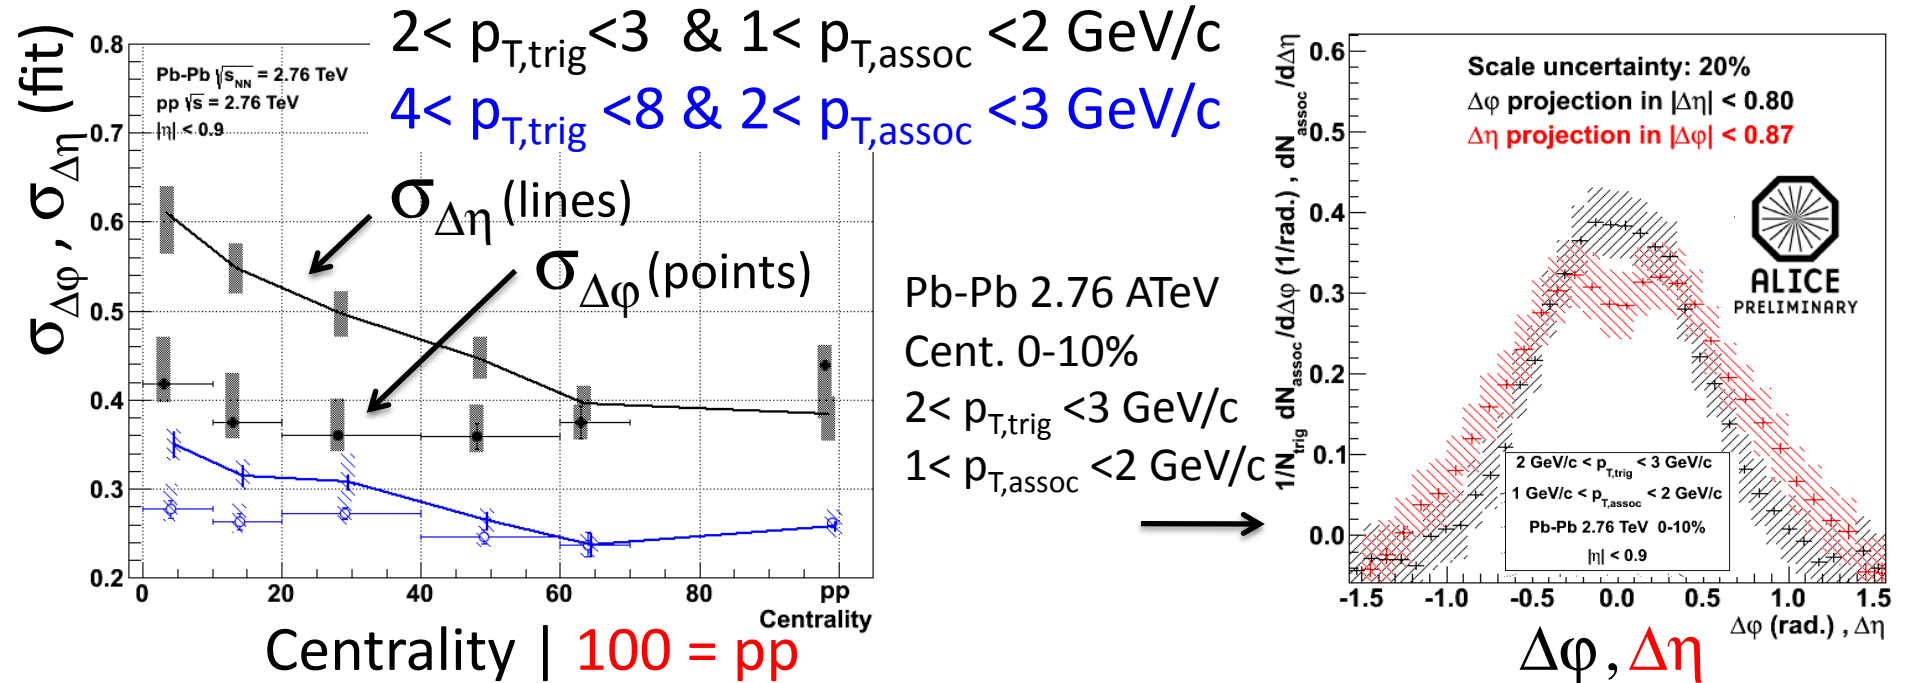 2< pT,trig<3 & 1< pT,assoc <2 GeV/c
4< pT,trig <8 & 2< pT,assoc <3 GeV/c
σΔφ , σΔη (fit)
0.8
0.7
0.6
0.5
0.4
0.3
0.2
Pb-Pb √sNN = 2.76 TeV
pp √s = 2.76 TeV
|η| < 0.9
σΔη (lines)
σΔφ (points)
0 20 40 60 80 pp
Centrality
Centrality | 100 = pp
Pb-Pb 2.76 ATeV
Cent. 0-10%
2< pT,trig <3 GeV/c
1< pT,assoc <2 GeV/c
1/Ntrig dNassoc/dΔφ (1/rad.) , dNassoc/dΔη
0.6
0.5
0.4
0.3
0.2
0.1
0.0
Scale uncertainty: 20%
Δφ projection in |Δη| < 0.80
Δη projection in |Δφ| < 0.87
ALICE
PRELIMINARY
2 GeV/c < pT,trig < 3 GeV/c
1 GeV/c < pT,assoc < 2 GeV/c
Pb-Pb 2.76 TeV 0-10%
|η| < 0.9
-1.5 -1.0 -0.5 0.0 0.5 1.0 1.5
Δφ (rad.) , Δη
Δφ , Δη